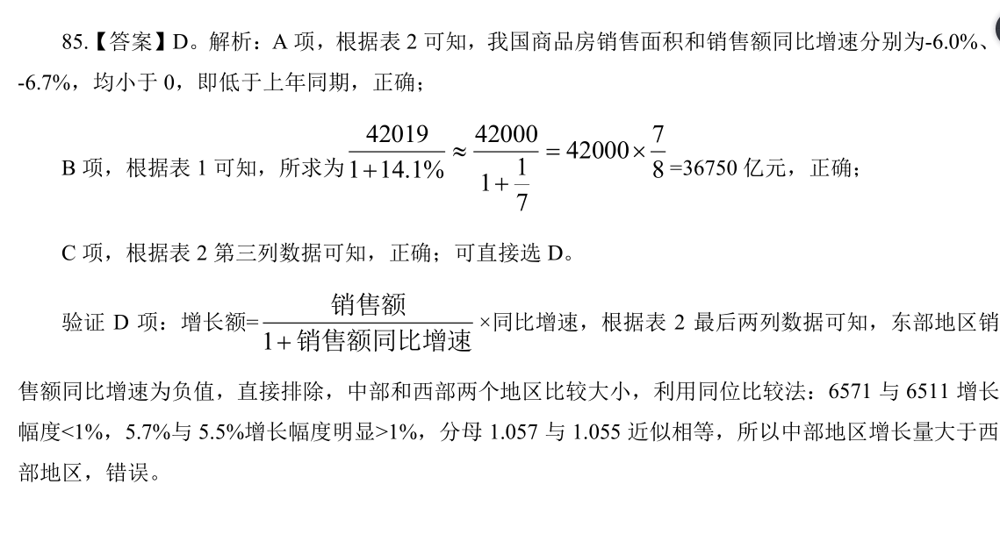 85.【答案】D。解析：A 项，根据表 2 可知，我国商品房销售面积和销售额同比增速分别为-6.0%、
-6.7%，均小于 0，即低于上年同期，正确；
B 项，根据表 1 可知，所求为 \frac{42019}{1+14.1%} ≈ \frac{42000}{1+\frac{1}{7}} = 42000×\frac{7}{8}=36750 亿元，正确；
C 项，根据表 2 第三列数据可知，正确；可直接选 D。
验证 D 项：增长额=\frac{销售额}{1+销售额同比增速}×同比增速，根据表 2 最后两列数据可知，东部地区销
售额同比增速为负值，直接排除，中部和西部两个地区比较大小，利用同位比较法：6571 与 6511 增长
幅度<1%，5.7%与 5.5%增长幅度明显>1%，分母 1.057 与 1.055 近似相等，所以中部地区增长量大于西
部地区，错误。